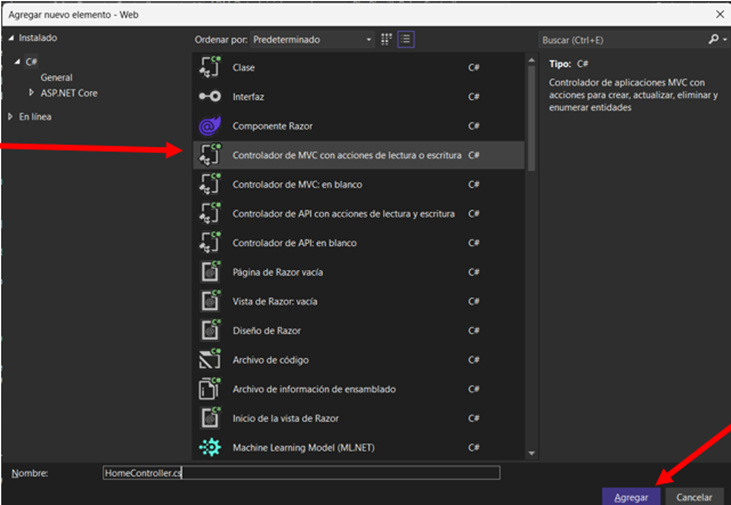 Agregar nuevo elemento - Web
Instalado
C#
General
ASP.NET Core
En línea
Ordenar por: Predeterminado
Clase C#
Interfaz C#
Componente Razor C#
Controlador de MVC con acciones de lectura o escritura C#
Controlador de MVC: en blanco C#
Controlador de API con acciones de lectura y escritura C#
Controlador de API: en blanco C#
Página de Razor vacía C#
Vista de Razor: vacía C#
Diseño de Razor C#
Archivo de código C#
Archivo de información de ensamblado C#
Inicio de la vista de Razor C#
Machine Learning Model (ML.NET) C#
Buscar (Ctrl+E)
Tipo: C#
Controlador de aplicaciones MVC con
acciones para crear, actualizar, eliminar y
enumerar entidades
Nombre: HomeController.cs
Agregar Cancelar